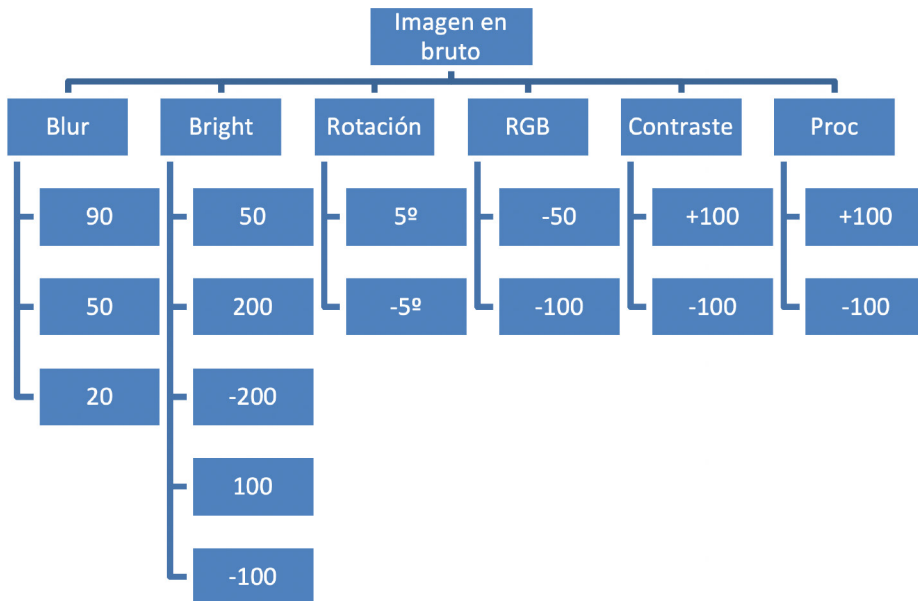 Imagen en
bruto
Blur
Bright
Rotación
RGB
Contraste
Proc
90
50
5º
-50
+100
+100
50
200
-5º
-100
-100
-100
20
-200
100
-100